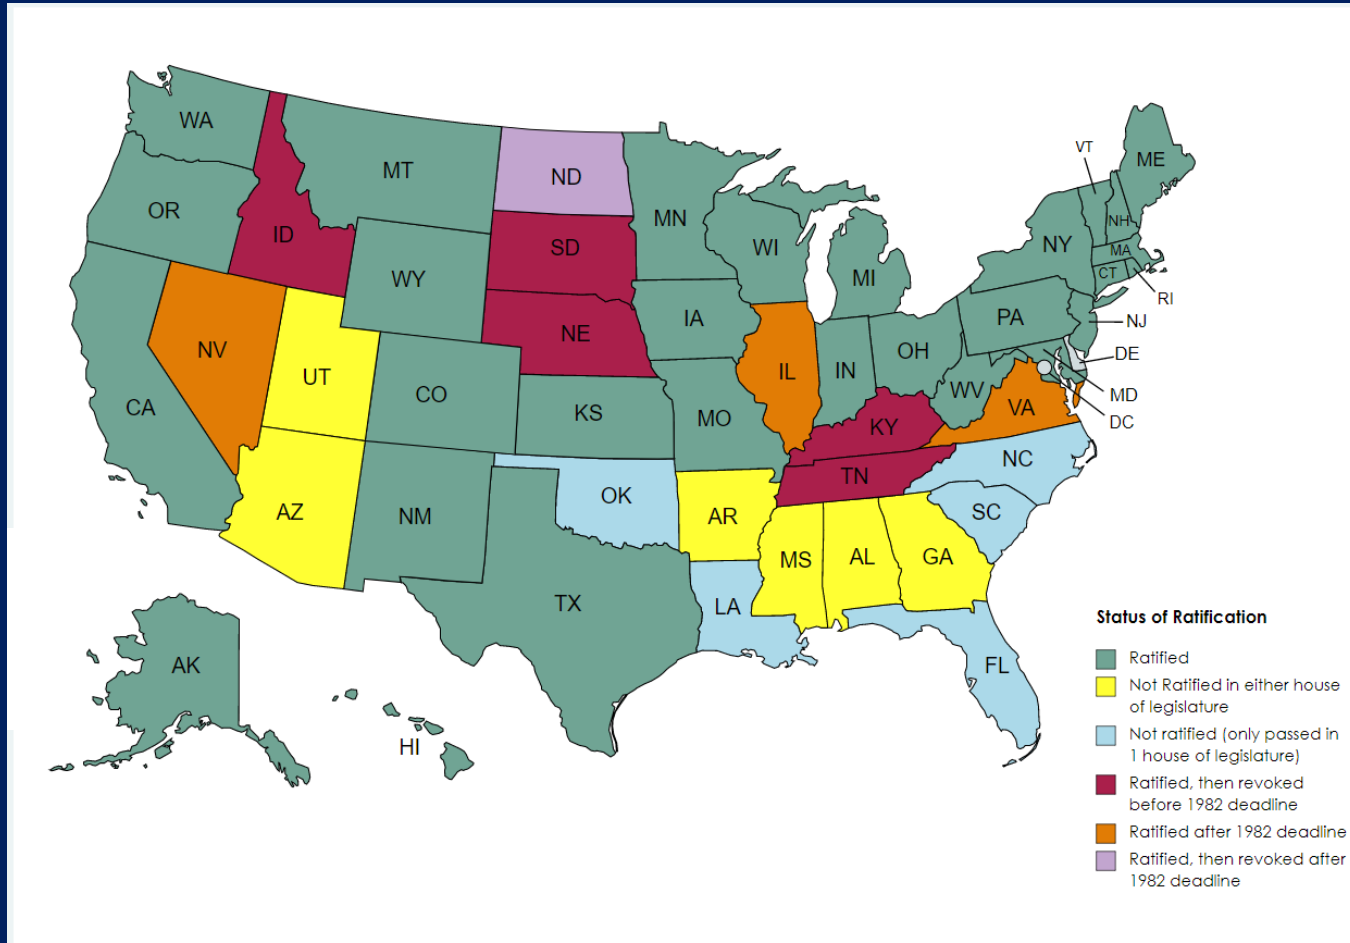 WA
MT
ND
MN
VT
ME
OR
ID
SD
WI
MI
NY
NH
MA
CT
RI
WY
NE
IA
PA
NJ
NV
UT
CO
IL
IN
OH
DE
CA
KS
MO
WV
VA
MD
DC
KY
NC
AZ
NM
OK
AR
TN
SC
MS
AL
GA
TX
LA
FL
AK
HI
Status of Ratification
Ratified
Not Ratified in either house
of legislature
Not ratified (only passed in
1 house of legislature)
Ratified, then revoked
before 1982 deadline
Ratified after 1982 deadline
Ratified, then revoked after
1982 deadline